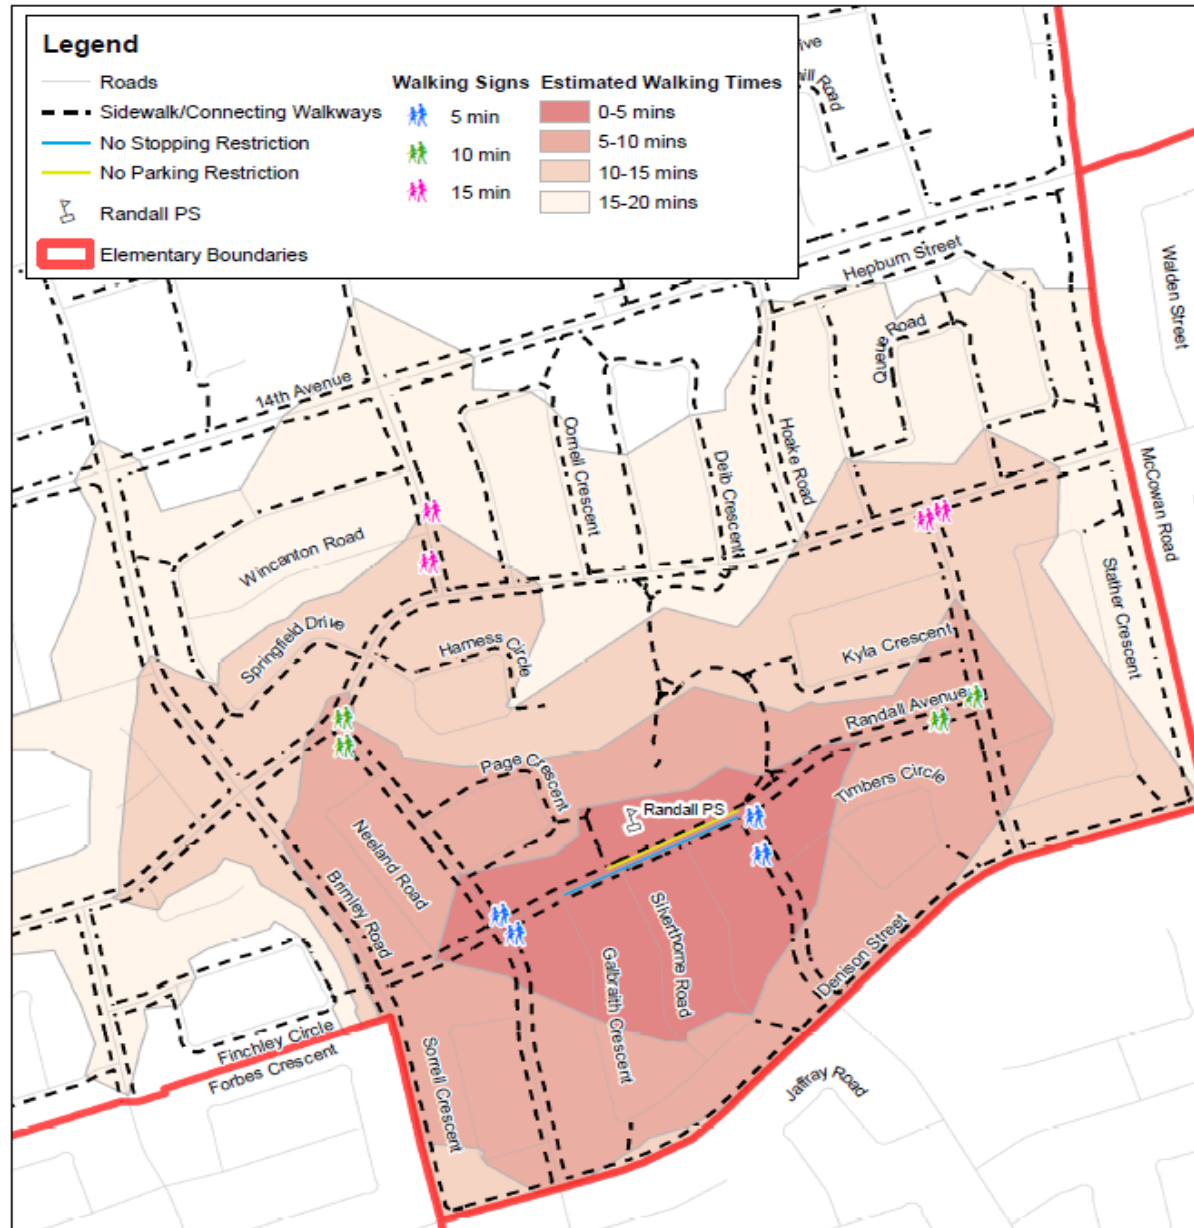 Legend
Roads
Sidewalk/Connecting Walkways
No Stopping Restriction
No Parking Restriction
Randall PS
Elementary Boundaries
Walking Signs
5 min
10 min
15 min
Estimated Walking Times
0-5 mins
5-10 mins
10-15 mins
15-20 mins
Road
Hepburn Street
Walden Street
Quene Road
14th Avenue
Cornell Crescent
Deib Crescent
Hoake Road
McCowan Road
Wincanton Road
Stather Crescent
Springfield Drive
Harness Circle
Kyla Crescent
Randall Avenue
Page Crescent
Timbers Circle
Randall PS
Neeland Road
Brimley Road
Silverthorne Road
Galbraith Crescent
Denison Street
Finchley Circle
Forbes Crescent
Sorrell Crescent
Jaffray Road